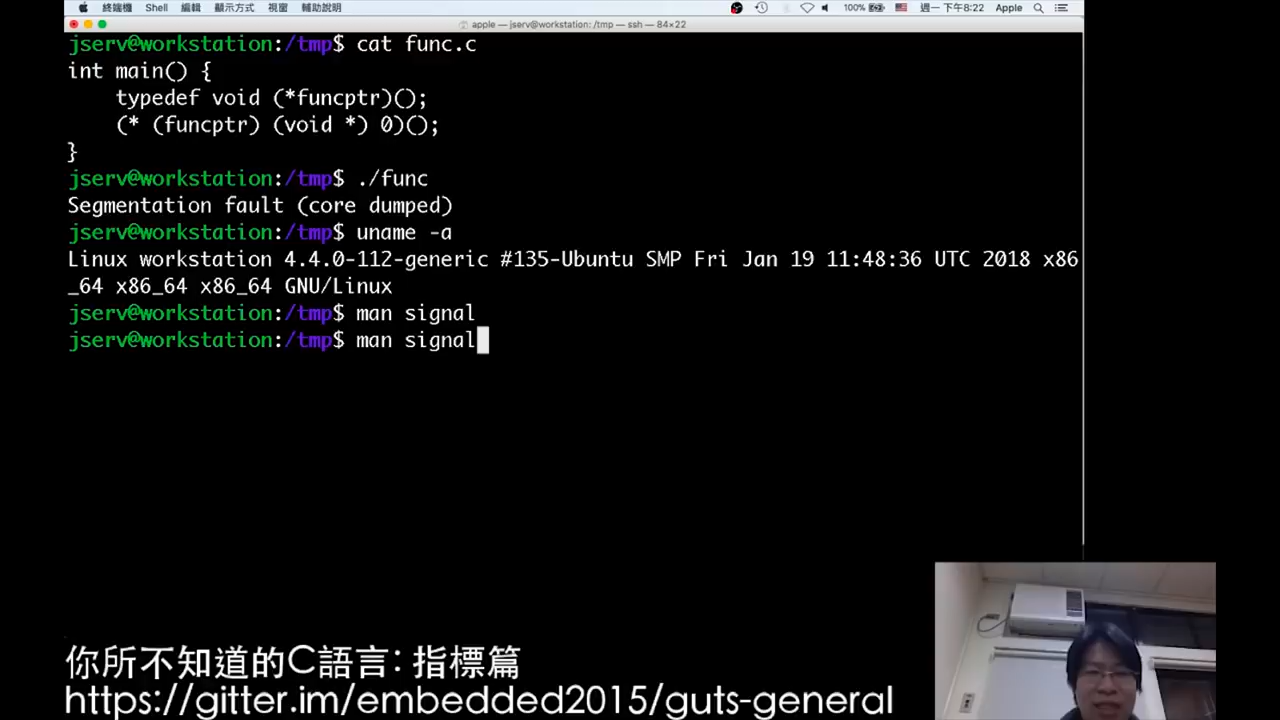 終端機 Shell 編輯 顯示方式 視窗 輔助說明 100% 週一 下午8:22 Apple
apple — jserv@workstation: /tmp — ssh — 84×22
jserv@workstation:/tmp$ cat func.c
int main() {
    typedef void (*funcptr)();
    (* (funcptr) (void *) 0)();
}
jserv@workstation:/tmp$ ./func
Segmentation fault (core dumped)
jserv@workstation:/tmp$ uname -a
Linux workstation 4.4.0-112-generic #135-Ubuntu SMP Fri Jan 19 11:48:36 UTC 2018 x86
_64 x86_64 x86_64 GNU/Linux
jserv@workstation:/tmp$ man signal
jserv@workstation:/tmp$ man signal
你所不知道的C語言: 指標篇
https://gitter.im/embedded2015/guts-general